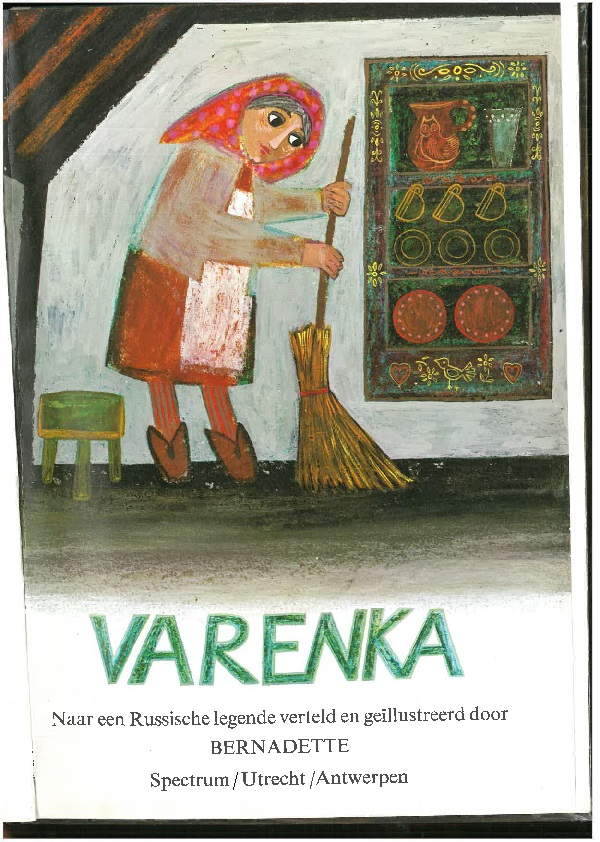 VARENKA
Naar een Russische legende verteld en geïllustreerd door
BERNADETTE
Spectrum/Utrecht/Antwerpen